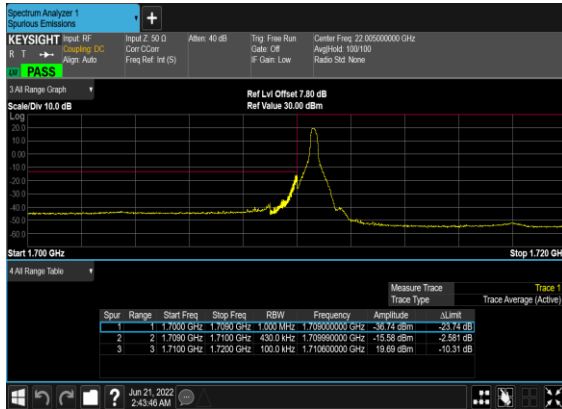 Spectrum Analyzer 1
Spurious Emissions
KEYSIGHT
R T
LM PASS
Input: RF
Coupling: DC
Align: Auto
Input Z: 50 Ω
Corr CCorr
Freq Ref: Int (S)
Atten: 40 dB
Trig: Free Run
Gate: Off
IF Gain: Low
Center Freq: 22.005000000 GHz
Avg|Hold: 100/100
Radio Std: None
3 All Range Graph
Scale/Div 10.0 dB
Ref Lvl Offset 7.80 dB
Ref Value 30.00 dBm
Log
20.0
10.0
0.00
-10.0
-20.0
-30.0
-40.0
-50.0
-60.0
Start 1.700 GHz
Stop 1.720 GH
4 All Range Table
Measure Trace Trace 1
Trace Type Trace Average (Active)
Spur Range Start Freq Stop Freq RBW Frequency Amplitude ΔLimit
1 1 1.7000 GHz 1.7090 GHz 1.000 MHz 1.709000000 GHz -36.74 dBm -23.74 dB
2 2 1.7090 GHz 1.7100 GHz 430.0 kHz 1.709990000 GHz -15.58 dBm -2.581 dB
3 3 1.7100 GHz 1.7200 GHz 100.0 kHz 1.710600000 GHz 19.69 dBm -10.31 dB
?
Jun 21, 2022
2:43:46 AM